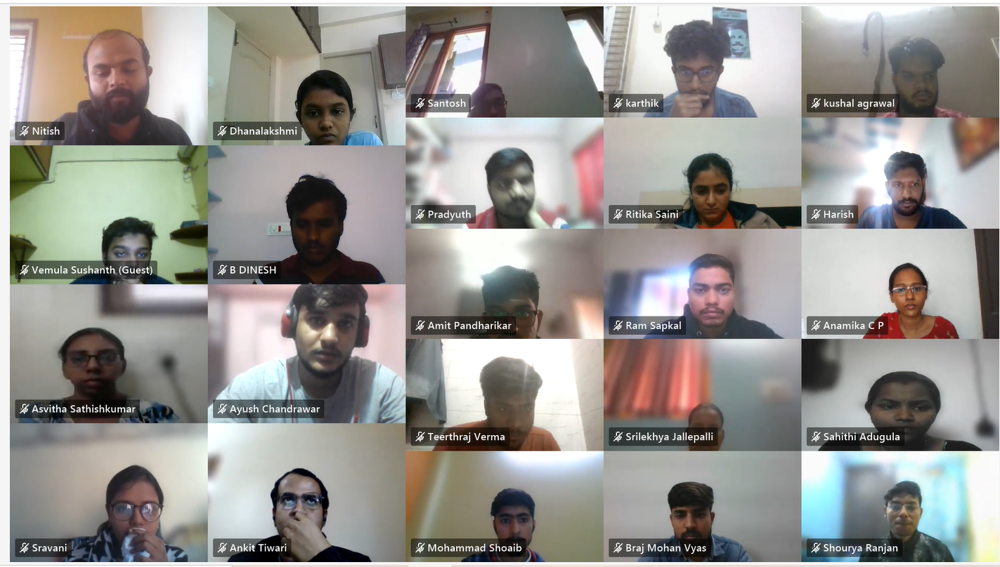 Nitish
Dhanalakshmi
Santosh
karthik
kushal agrawal
Pradyuth
Ritika Saini
Harish
Vemula Sushanth (Guest)
B DINESH
Amit Pandharikar
Ram Sapkal
Anamika C P
Asvitha Sathishkumar
Ayush Chandrawar
Teerthraj Verma
Srilekhya Jallepalli
Sahithi Adugula
Sravani
Ankit Tiwari
Mohammad Shoaib
Braj Mohan Vyas
Shourya Ranjan